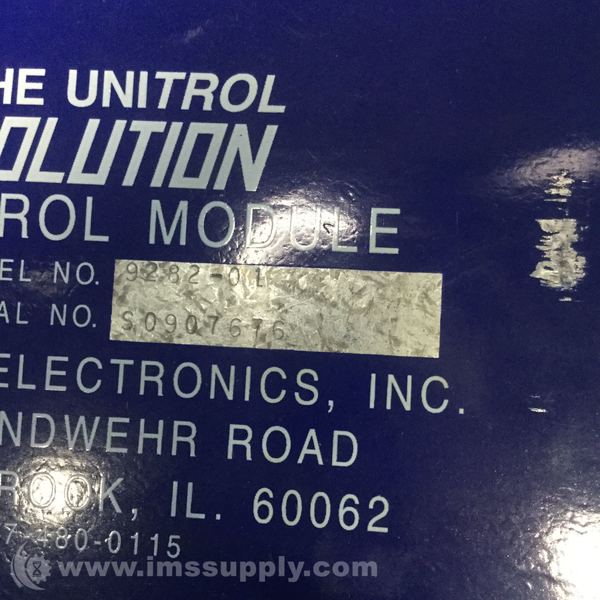 HE UNITROL
OLUTION
ROL MODULE
EL NO. 9282-01
AL NO. S0907676
ELECTRONICS, INC.
NDWEHR ROAD
ROOK, IL. 60062
7-480-0115
www.imssupply.com